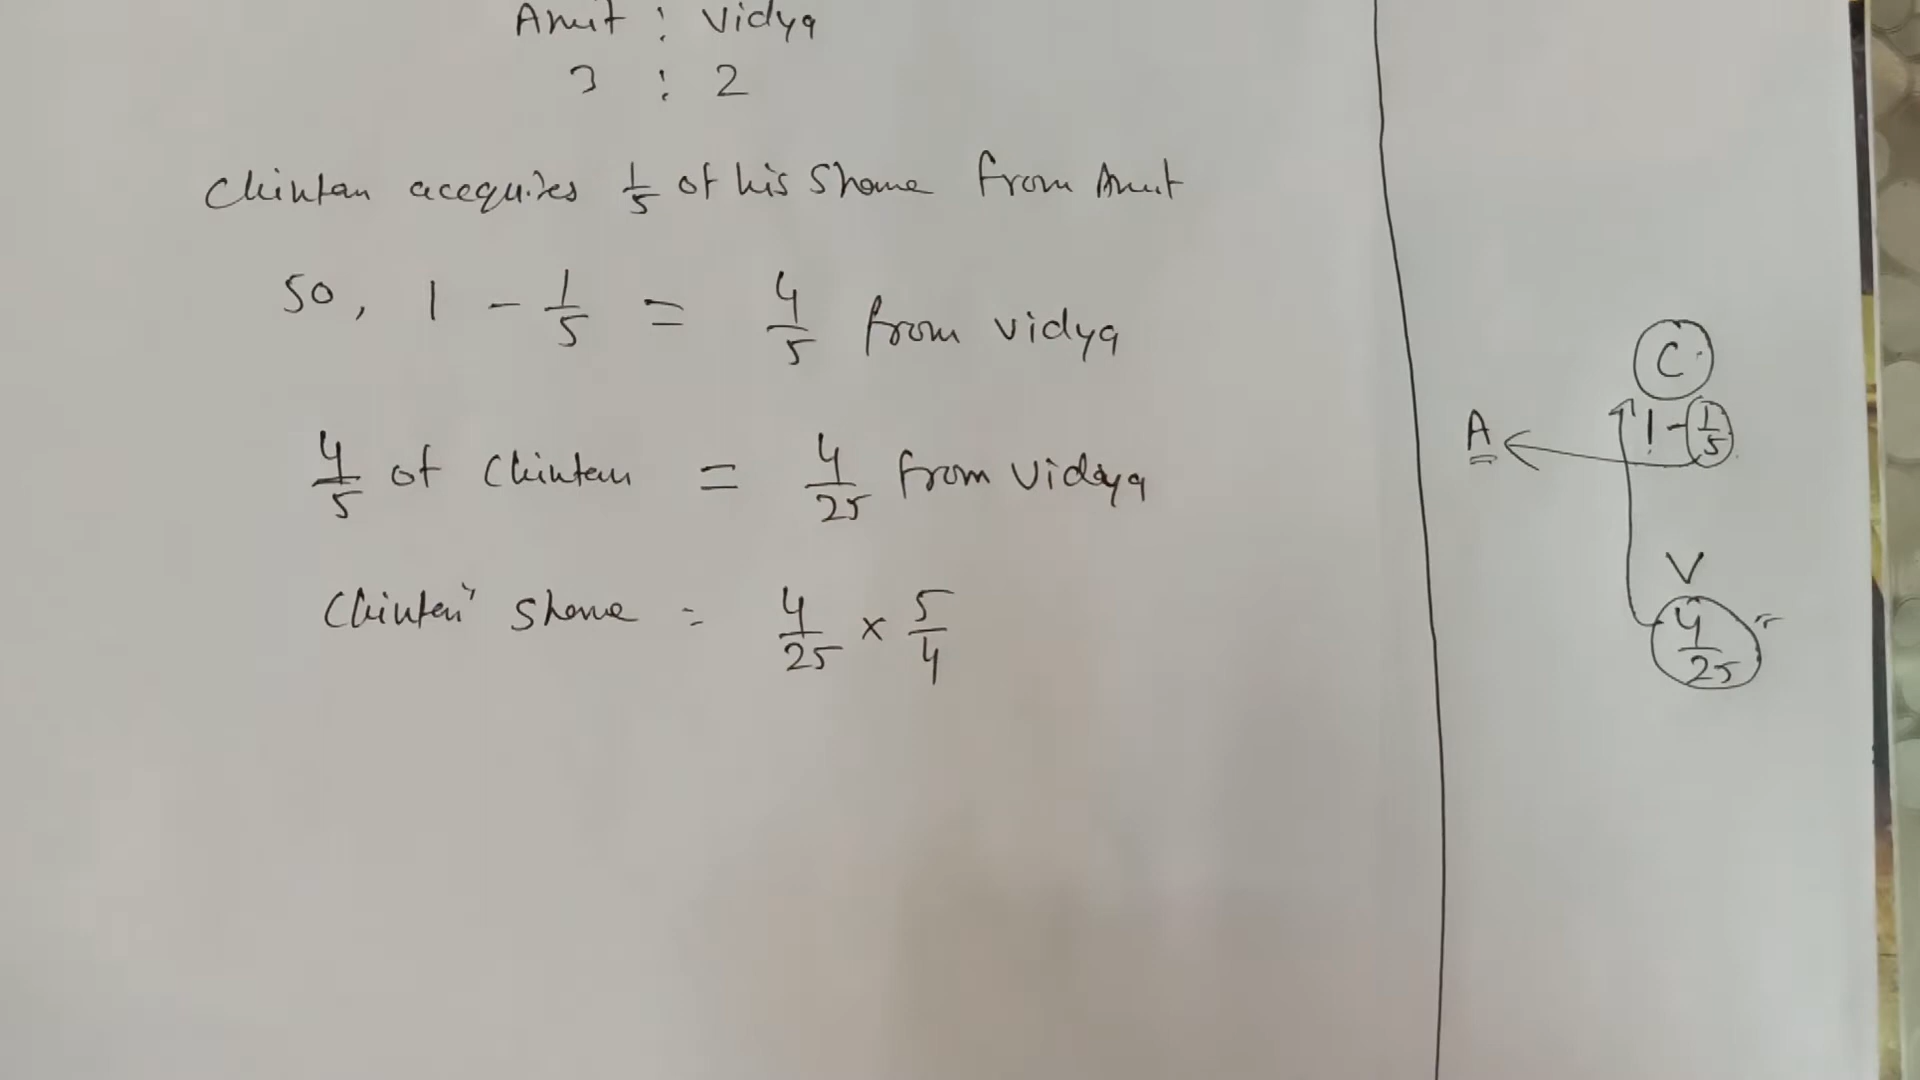 Amit : Vidya
3 : 2
Chintan acequires 1/5 of his Share from Amit
So, 1 - 1/5 = 4/5 from vidya
4/5 of Chintan = 4/25 from Vidya
Chintan' Share = 4/25 × 5/4
C
A 1 - 1/5
V
4/25